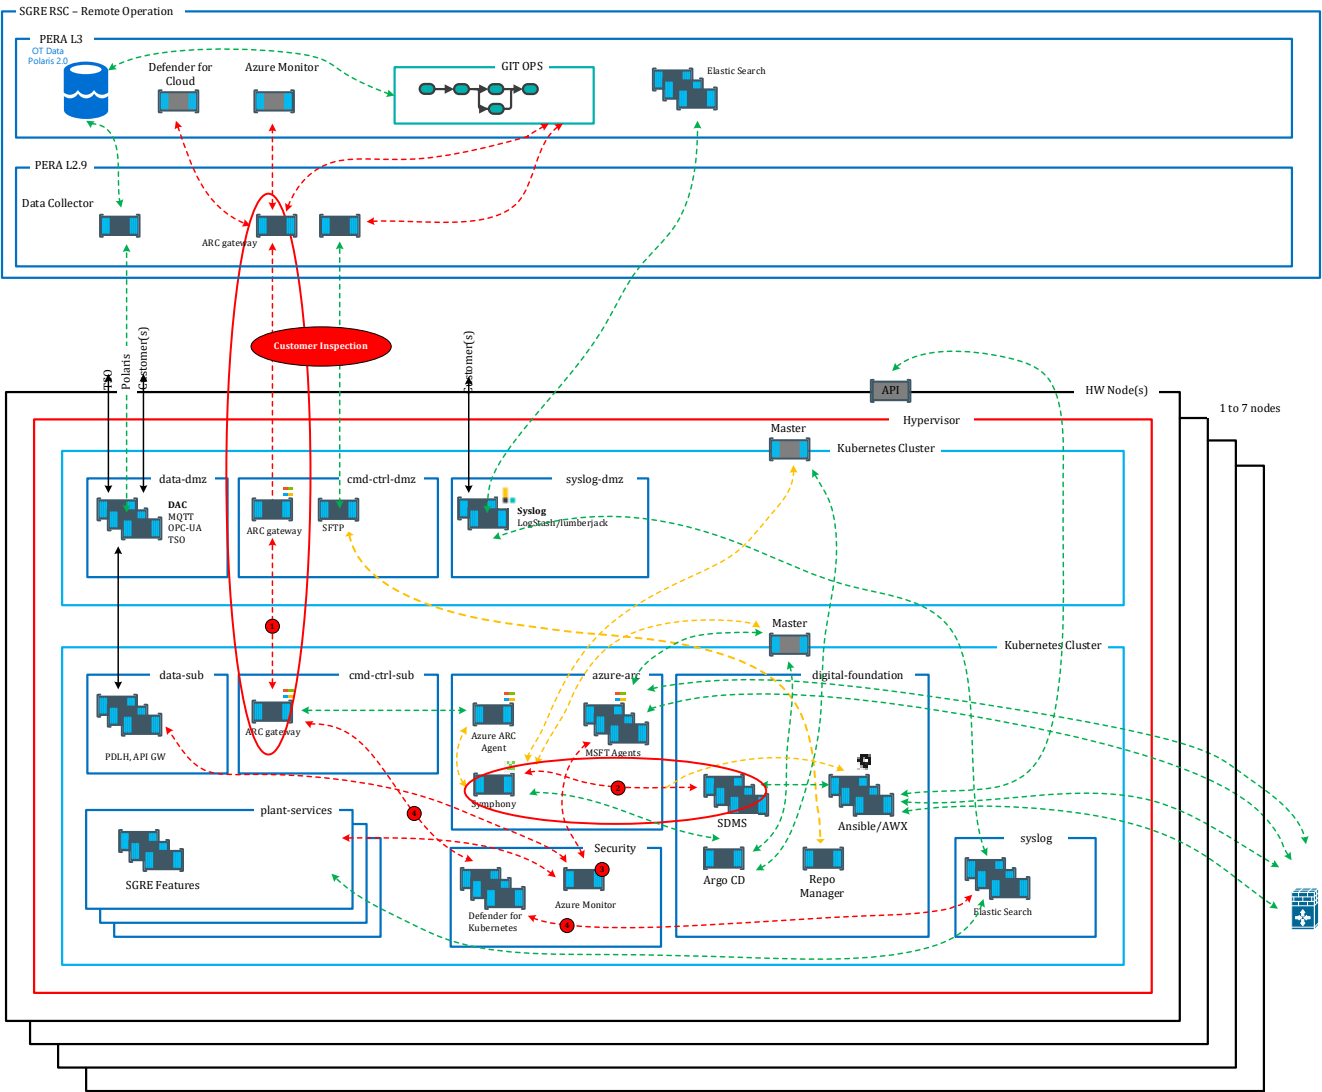 SGRE RSC – Remote Operation
PERA L3
OT Data
Polaris 2.0
Defender for
Cloud
Azure Monitor
GIT OPS
Elastic Search
PERA L2.9
Data Collector
ARC gateway
Customer Inspection
TSO
Polaris
Customer(s)
Customer(s)
API
HW Node(s)
1 to 7 nodes
Hypervisor
Master
Kubernetes Cluster
data-dmz
cmd-ctrl-dmz
syslog-dmz
DAC
MQTT
OPC-UA
TSO
ARC gateway
SFTP
Syslog
LogStash/lumberjack
1
Master
Kubernetes Cluster
data-sub
cmd-ctrl-sub
azure-arc
digital-foundation
ARC gateway
Azure ARC
Agent
MSFT Agents
PDLH, API GW
Symphony
2
SDMS
Ansible/AWX
plant-services
4
Security
syslog
SGRE Features
3
Argo CD
Repo
Manager
Azure Monitor
Defender for
Kubernetes
Elastic Search